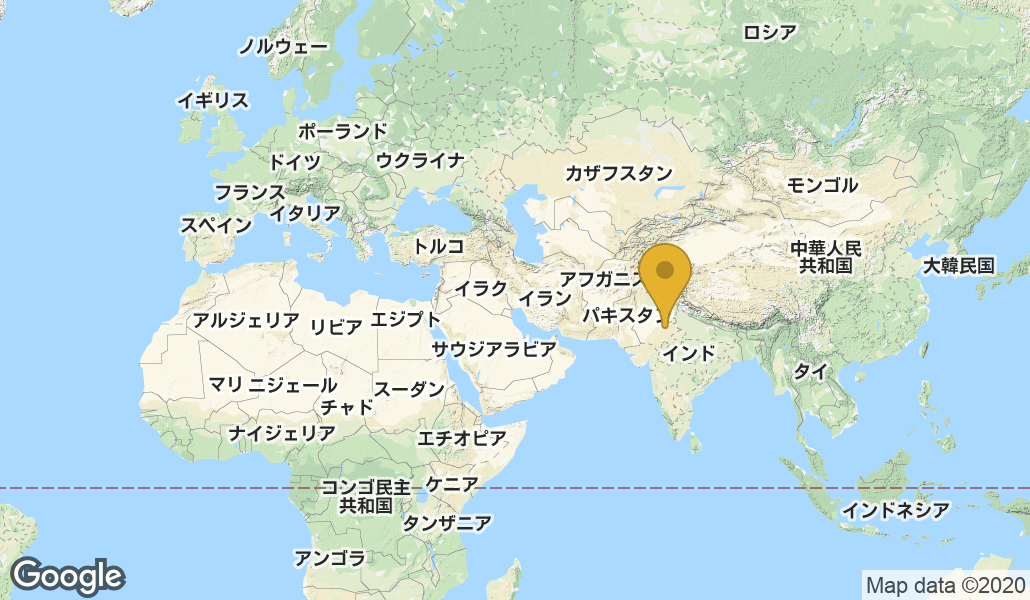 ロシア
ノルウェー
イギリス
ポーランド
ドイツ
ウクライナ
カザフスタン
モンゴル
フランス
イタリア
スペイン
トルコ
中華人民
共和国
大韓民国
アフガニス
イラク
イラン
パキスタン
アルジェリア
リビア
エジプト
サウジアラビア
インド
タイ
マリ
ニジェール
スーダン
チャド
ナイジェリア
エチオピア
コンゴ民主
共和国
ケニア
タンザニア
インドネシア
アンゴラ
Google
Map data ©2020